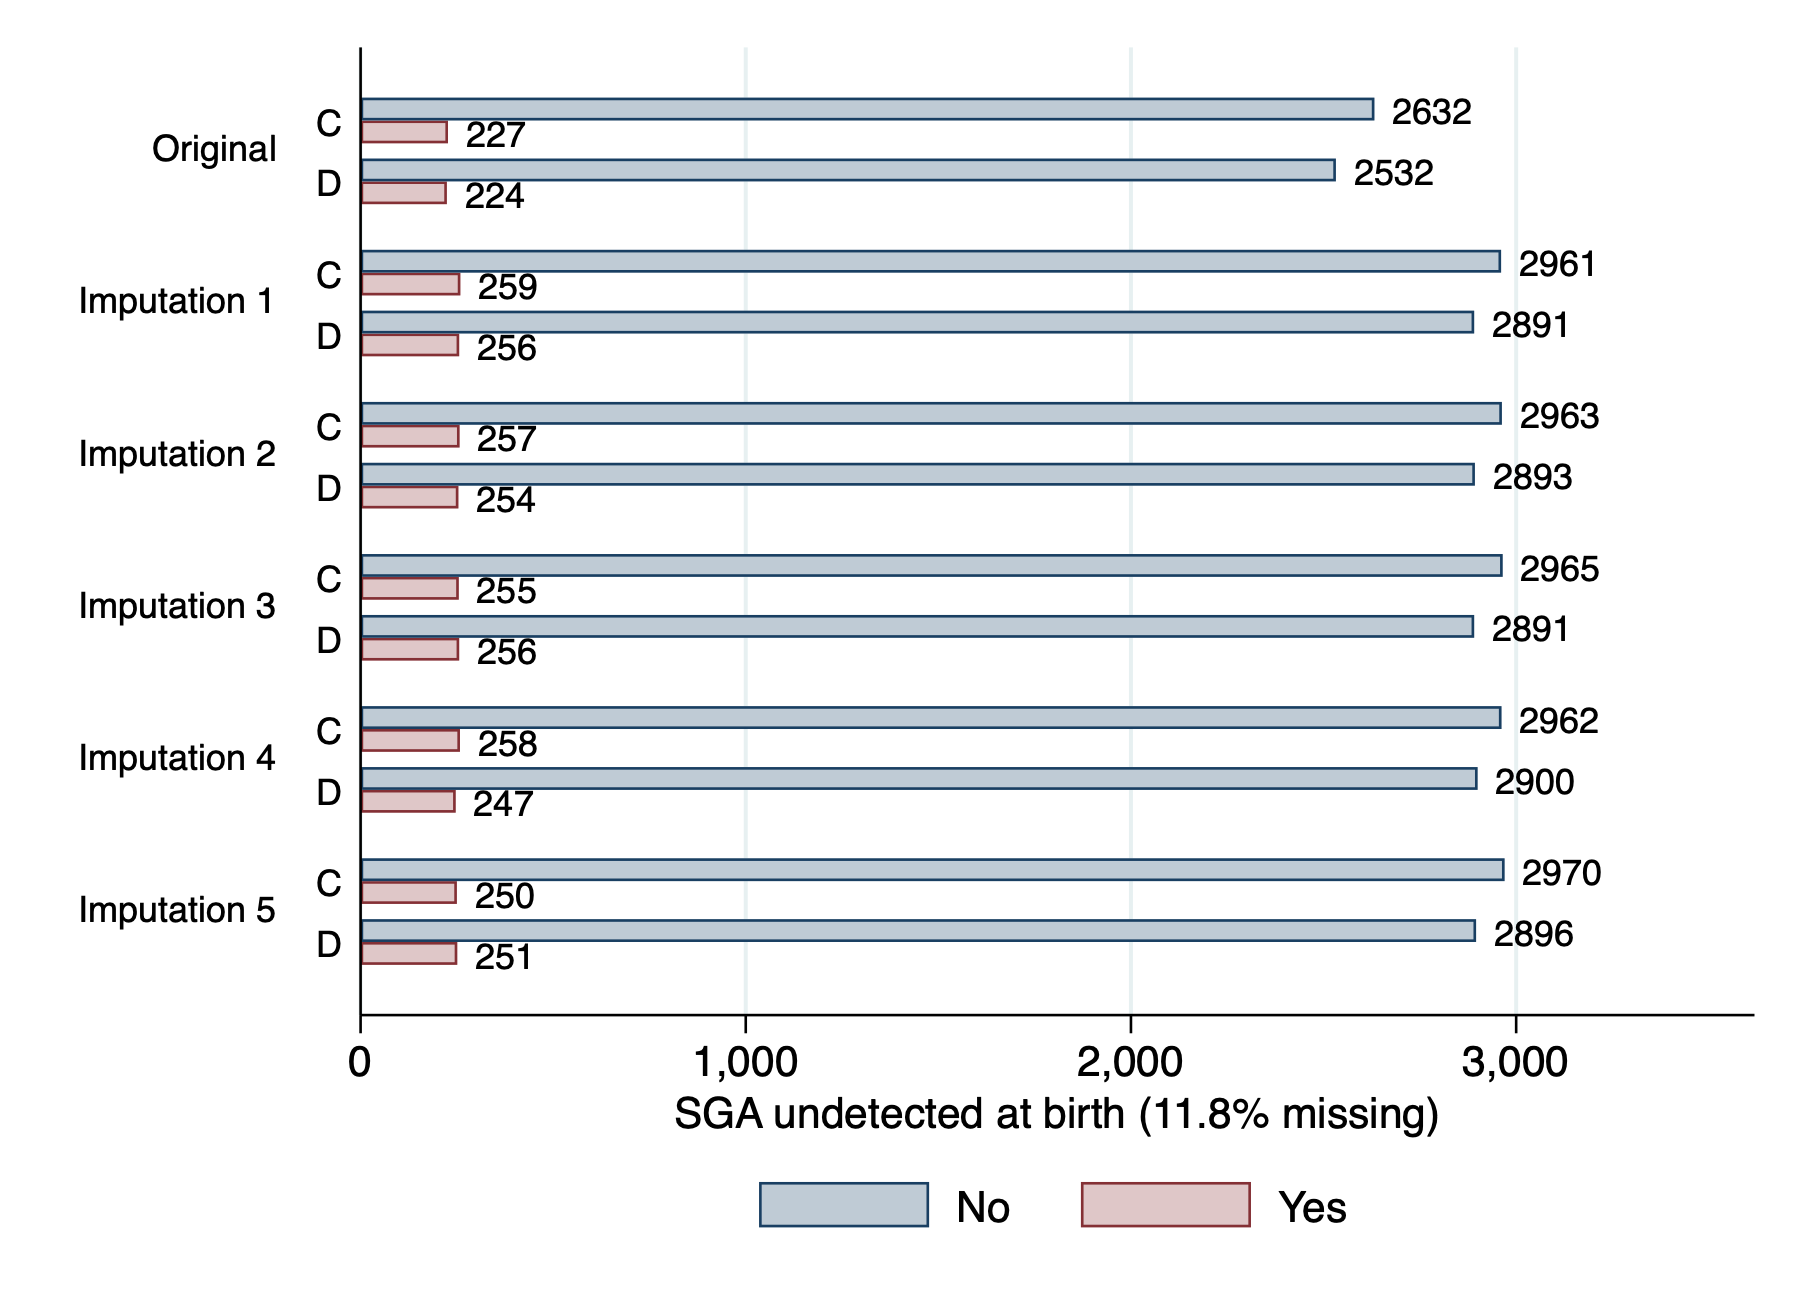 Original
C
2632
227
D
2532
224
Imputation 1
C
2961
259
D
2891
256
Imputation 2
C
2963
257
D
2893
254
Imputation 3
C
2965
255
D
2891
256
Imputation 4
C
2962
258
D
2900
247
Imputation 5
C
2970
250
D
2896
251
0 1,000 2,000 3,000
SGA undetected at birth (11.8% missing)
No Yes